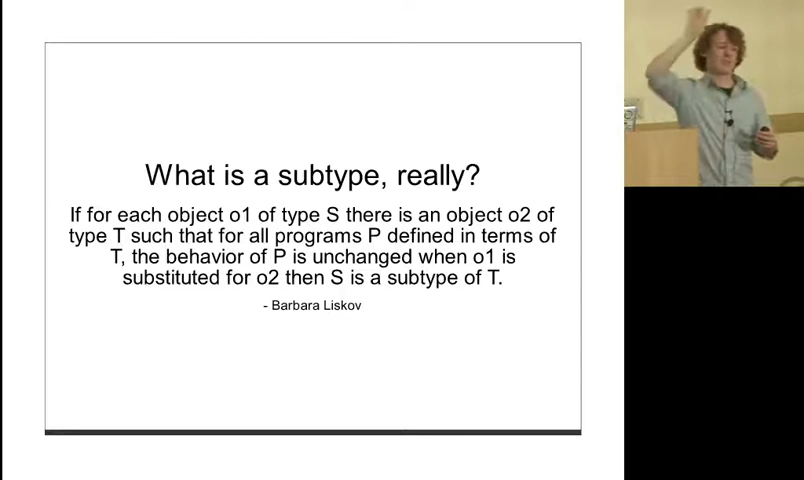 What is a subtype, really?
If for each object o1 of type S there is an object o2 of
type T such that for all programs P defined in terms of
T, the behavior of P is unchanged when o1 is
substituted for o2 then S is a subtype of T.
- Barbara Liskov